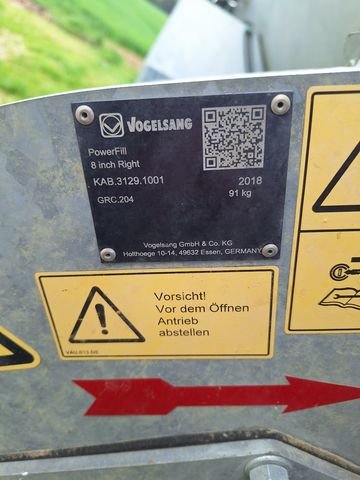 VOGELSANG
PowerFill
8 inch Right
KAB.3129.1001 2018
GRC.204 91 kg
Vogelsang GmbH & Co. KG
Holthoege 10-14, 49632 Essen, GERMANY
Vorsicht!
Vor dem Öffnen
Antrieb
abstellen